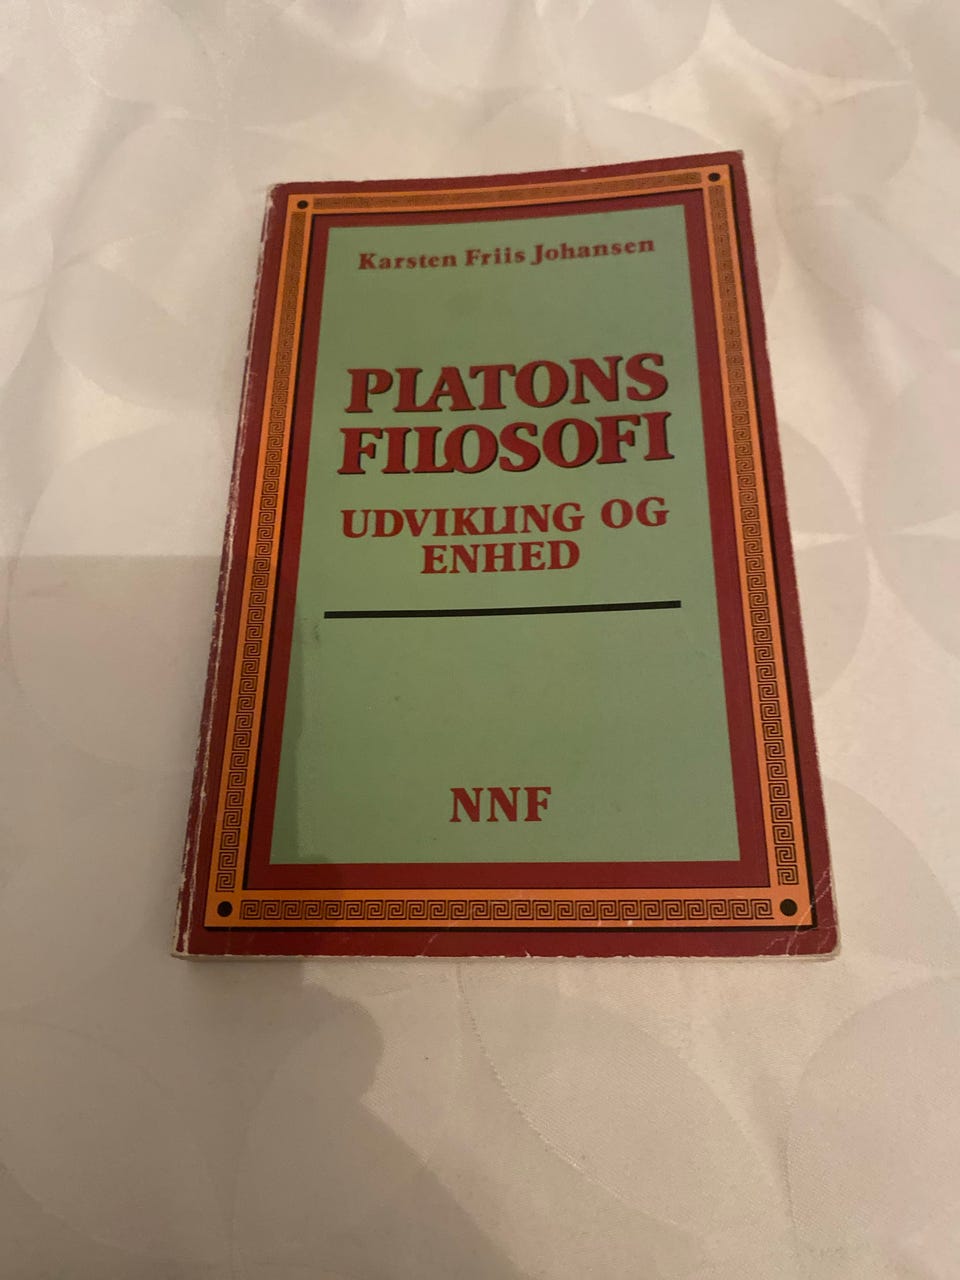 Karsten Friis Johansen
PLATONS
FILOSOFI
UDVIKLING OG
ENHED
NNF